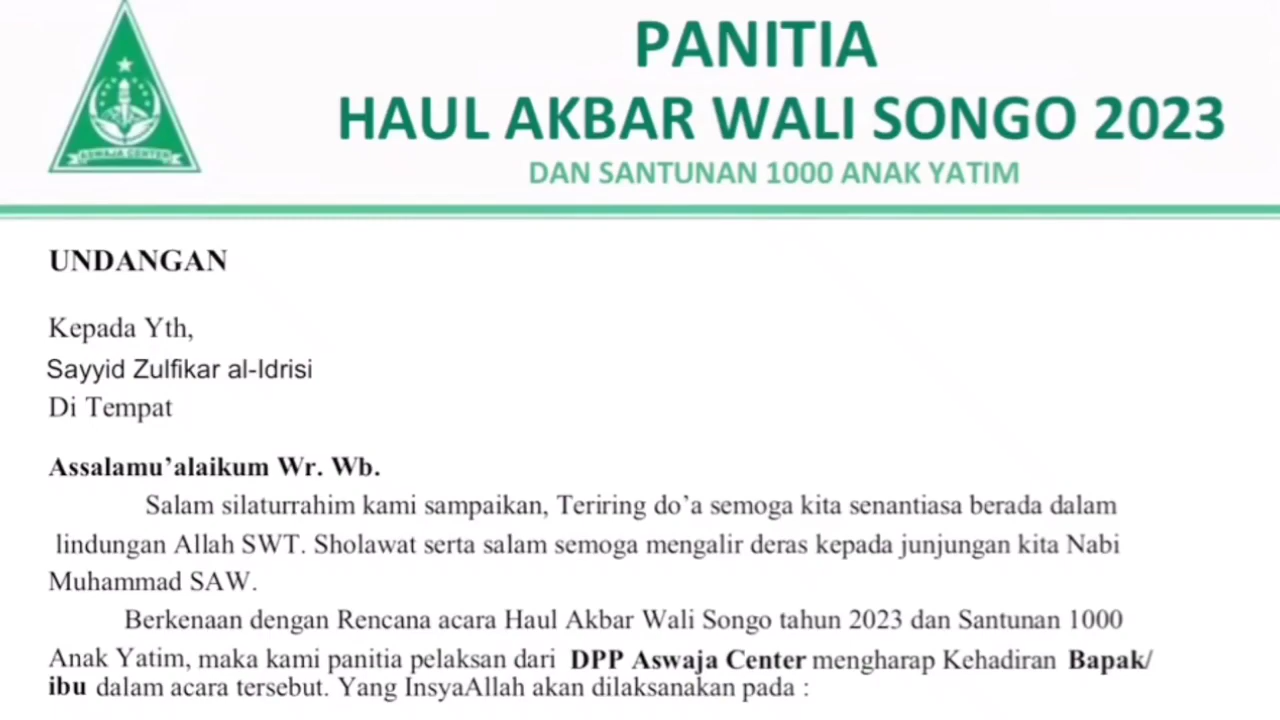 PANITIA
HAUL AKBAR WALI SONGO 2023
DAN SANTUNAN 1000 ANAK YATIM
ASWAJA CENTER
UNDANGAN
Kepada Yth,
Sayyid Zulfikar al-Idrisi
Di Tempat
Assalamu’alaikum Wr. Wb.
Salam silaturrahim kami sampaikan, Teriring do’a semoga kita senantiasa berada dalam
lindungan Allah SWT. Sholawat serta salam semoga mengalir deras kepada junjungan kita Nabi
Muhammad SAW.
Berkenaan dengan Rencana acara Haul Akbar Wali Songo tahun 2023 dan Santunan 1000
Anak Yatim, maka kami panitia pelaksan dari DPP Aswaja Center mengharap Kehadiran Bapak/
ibu dalam acara tersebut. Yang InsyaAllah akan dilaksanakan pada :